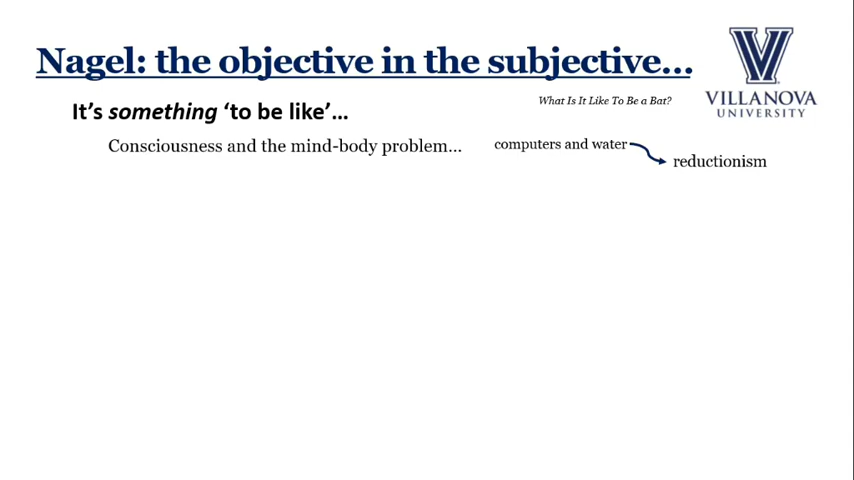 Nagel: the objective in the subjective...
VILLANOVA
UNIVERSITY
It's something 'to be like'...
What Is It Like To Be a Bat?
Consciousness and the mind-body problem...
computers and water
reductionism